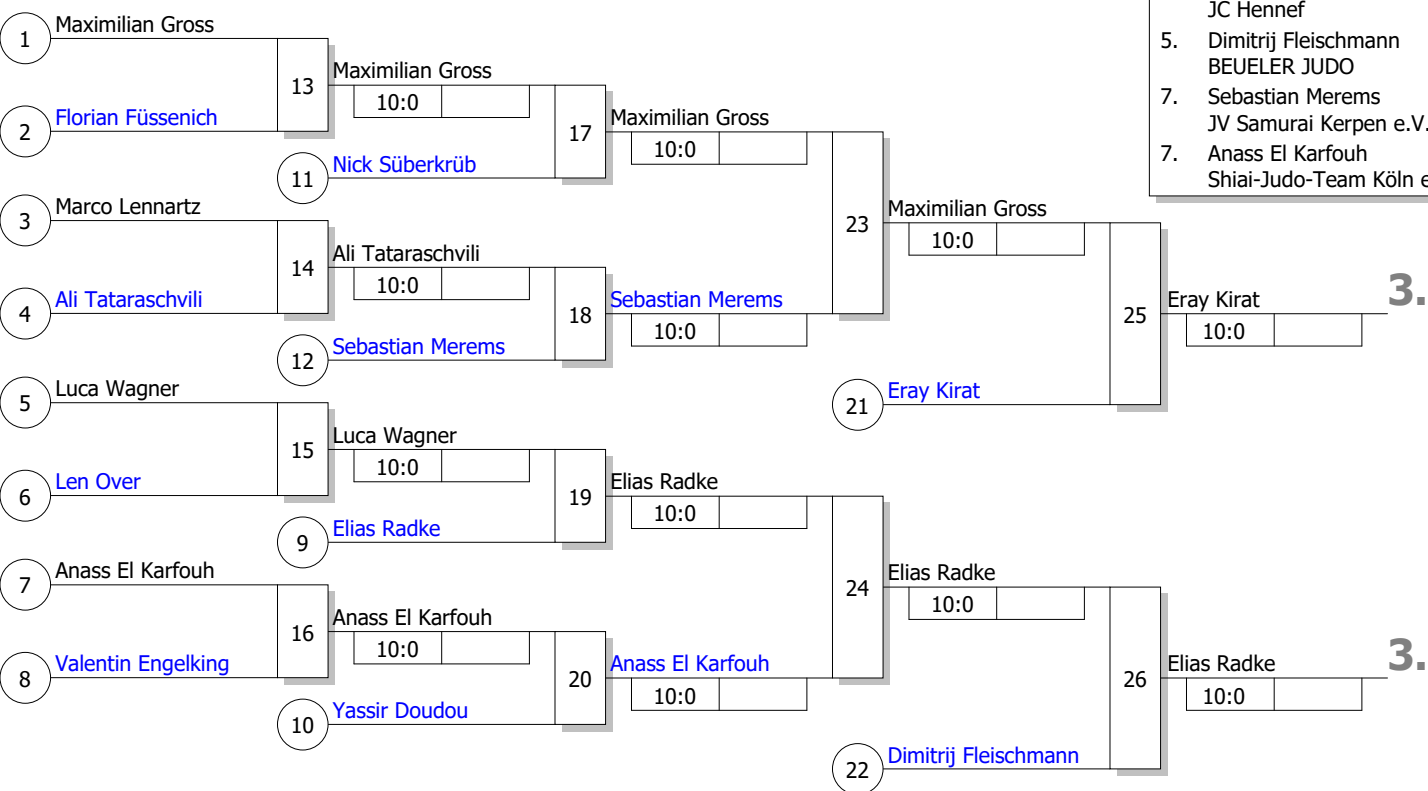 JC Hennef
5. Dimitrij Fleischmann
BEUELER JUDO
7. Sebastian Merems
JV Samurai Kerpen e.V.
7. Anass El Karfouh
Shiai-Judo-Team Köln e
1 Maximilian Gross
2 Florian Füssenich
13 Maximilian Gross
10:0
11 Nick Süberkrüb
17 Maximilian Gross
10:0
3 Marco Lennartz
4 Ali Tataraschvili
14 Ali Tataraschvili
10:0
12 Sebastian Merems
18 Sebastian Merems
10:0
23 Maximilian Gross
10:0
21 Eray Kirat
25 Eray Kirat 3.
10:0
5 Luca Wagner
6 Len Over
15 Luca Wagner
10:0
9 Elias Radke
19 Elias Radke
10:0
7 Anass El Karfouh
8 Valentin Engelking
16 Anass El Karfouh
10:0
10 Yassir Doudou
20 Anass El Karfouh
10:0
24 Elias Radke
10:0
22 Dimitrij Fleischmann
26 Elias Radke 3.
10:0